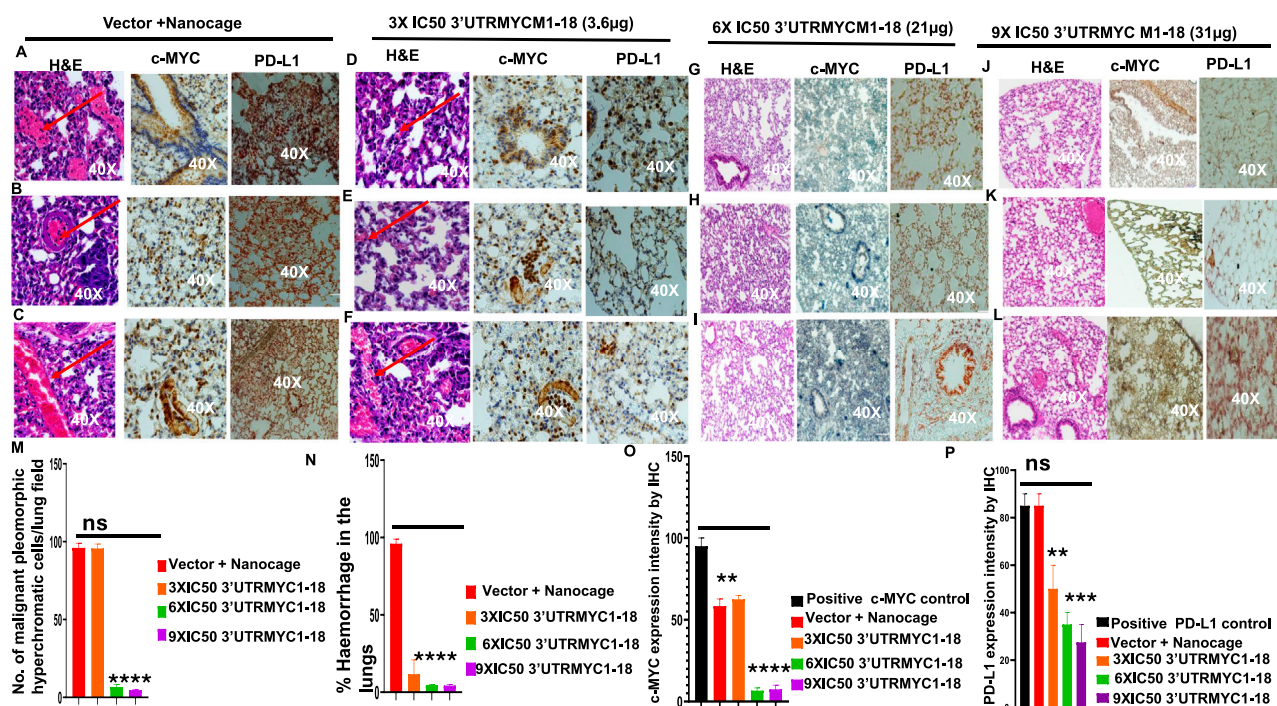 Vector +Nanocage
3X IC50 3’UTRMYCM1-18 (3.6µg)
6X IC50 3’UTRMYCM1-18 (21µg)
9X IC50 3’UTRMYC M1-18 (31µg)
A
H&E
c-MYC
PD-L1
D
H&E
c-MYC
PD-L1
G
H&E
c-MYC
PD-L1
J
H&E
c-MYC
PD-L1
40X
40X
40X
40X
40X
40X
40X
40X
40X
40X
40X
40X
B
E
H
K
40X
40X
40X
40X
40X
40X
40X
40X
40X
40X
40X
40X
C
F
I
L
40X
40X
40X
40X
40X
40X
40X
40X
40X
40X
40X
40X
M
No. of malignant pleomorphic
hyperchromatic cells/lung field
150
100
50
0
ns
****
Vector + Nanocage
3XIC50 3’UTRMYC1-18
6XIC50 3’UTRMYC1-18
9XIC50 3’UTRMYC1-18
N
% Haemorrhage in the
lungs
150
100
50
0
****
Vector + Nanocage
3XIC50 3’UTRMYC1-18
6XIC50 3’UTRMYC1-18
9XIC50 3’UTRMYC1-18
O
c-MYC expression intensity by IHC
150
100
50
0
**
****
Positive c-MYC control
Vector + Nanocage
3XIC50 3’UTRMYC1-18
6XIC50 3’UTRMYC1-18
9XIC50 3’UTRMYC1-18
P
PD-L1 expression intensity by IHC
100
80
60
40
20
0
ns
**
***
Positive PD-L1 control
Vector + Nanocage
3XIC50 3’UTRMYC1-18
6XIC50 3’UTRMYC1-18
9XIC50 3’UTRMYC1-18